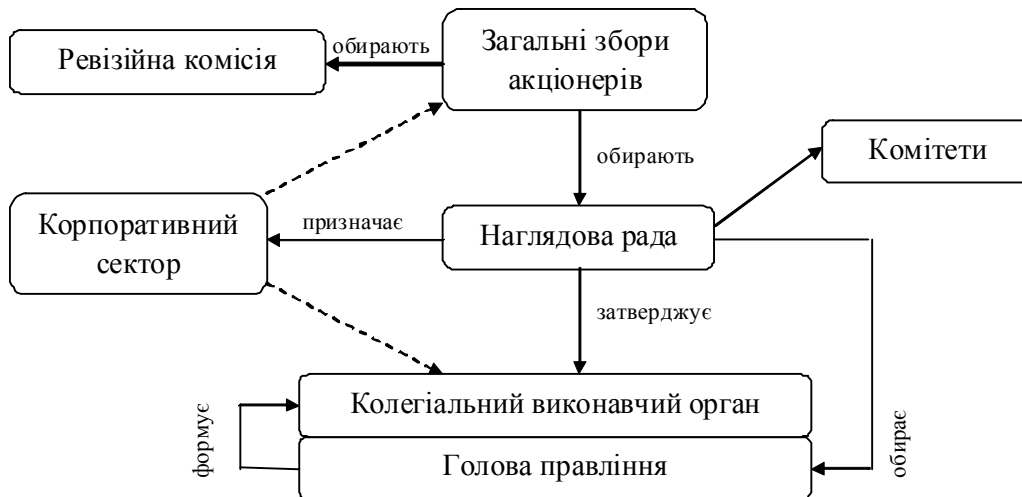 Ревізійна комісія
обирають
Загальні збори
акціонерів
обирають
Комітети
Корпоративний
сектор
призначає
Наглядова рада
затверджує
Колегіальний виконавчий орган
формує
Голова правління
обирає